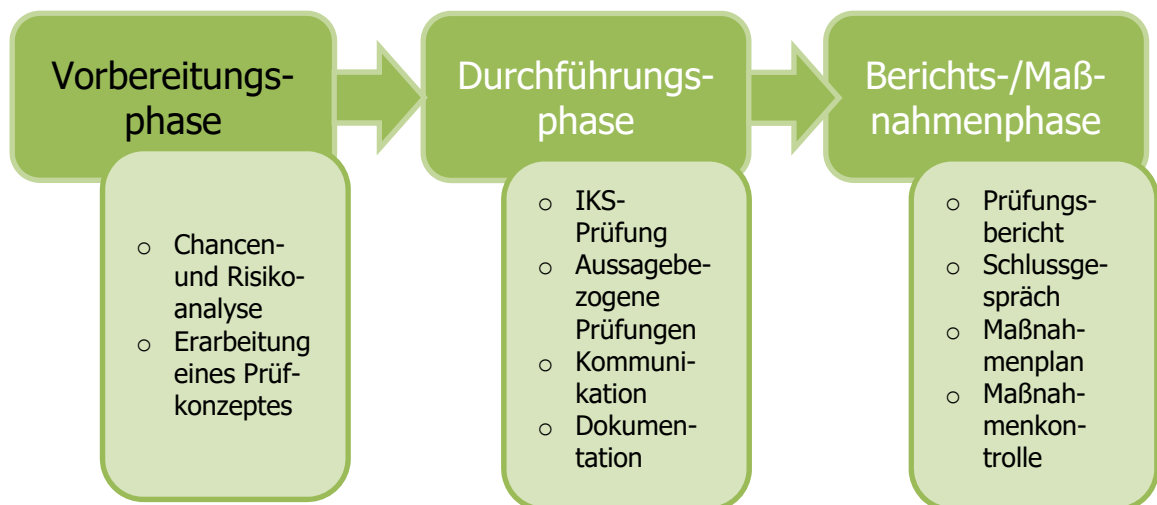 Vorbereitungs-
phase
o Chancen-
und Risiko-
analyse
o Erarbeitung
eines Prüf-
konzeptes
Durchführungs-
phase
o IKS-
Prüfung
o Aussagebe-
zogene
Prüfungen
o Kommuni-
kation
o Dokumen-
tation
Berichts-/Maß-
nahmenphase
o Prüfungs-
bericht
o Schlussge-
spräch
o Maßnah-
menplan
o Maßnah-
menkon-
trolle